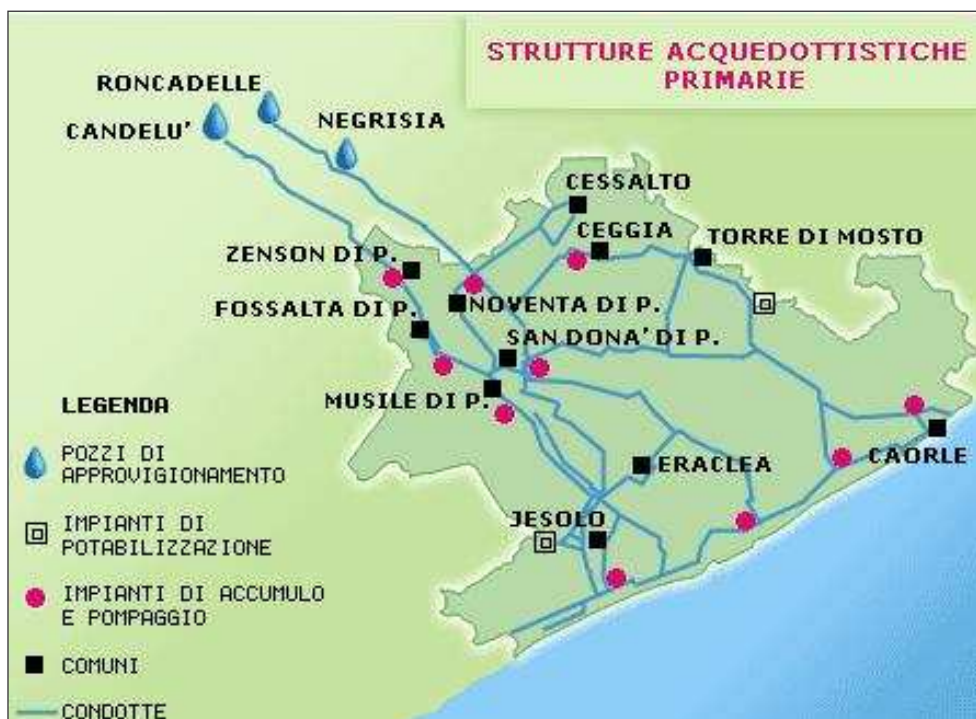 STRUTTURE ACQUEDOTTISTICHE
PRIMARIE
RONCADELLE
CANDELU'
NEGRISIA
CESSALTO
CEGGIA
TORRE DI MOSTO
ZENSON DI P.
FOSSALTA DI P.
NOVENTA DI P.
SAN DONA' DI P.
MUSILE DI P.
ERACLEA
CAORLE
JESOLO
LEGENDA
POZZI DI
APPROVIGIONAMENTO
IMPIANTI DI
POTABILIZZAZIONE
IMPIANTI DI ACCUMULO
E POMPAGGIO
COMUNI
CONDOTTE